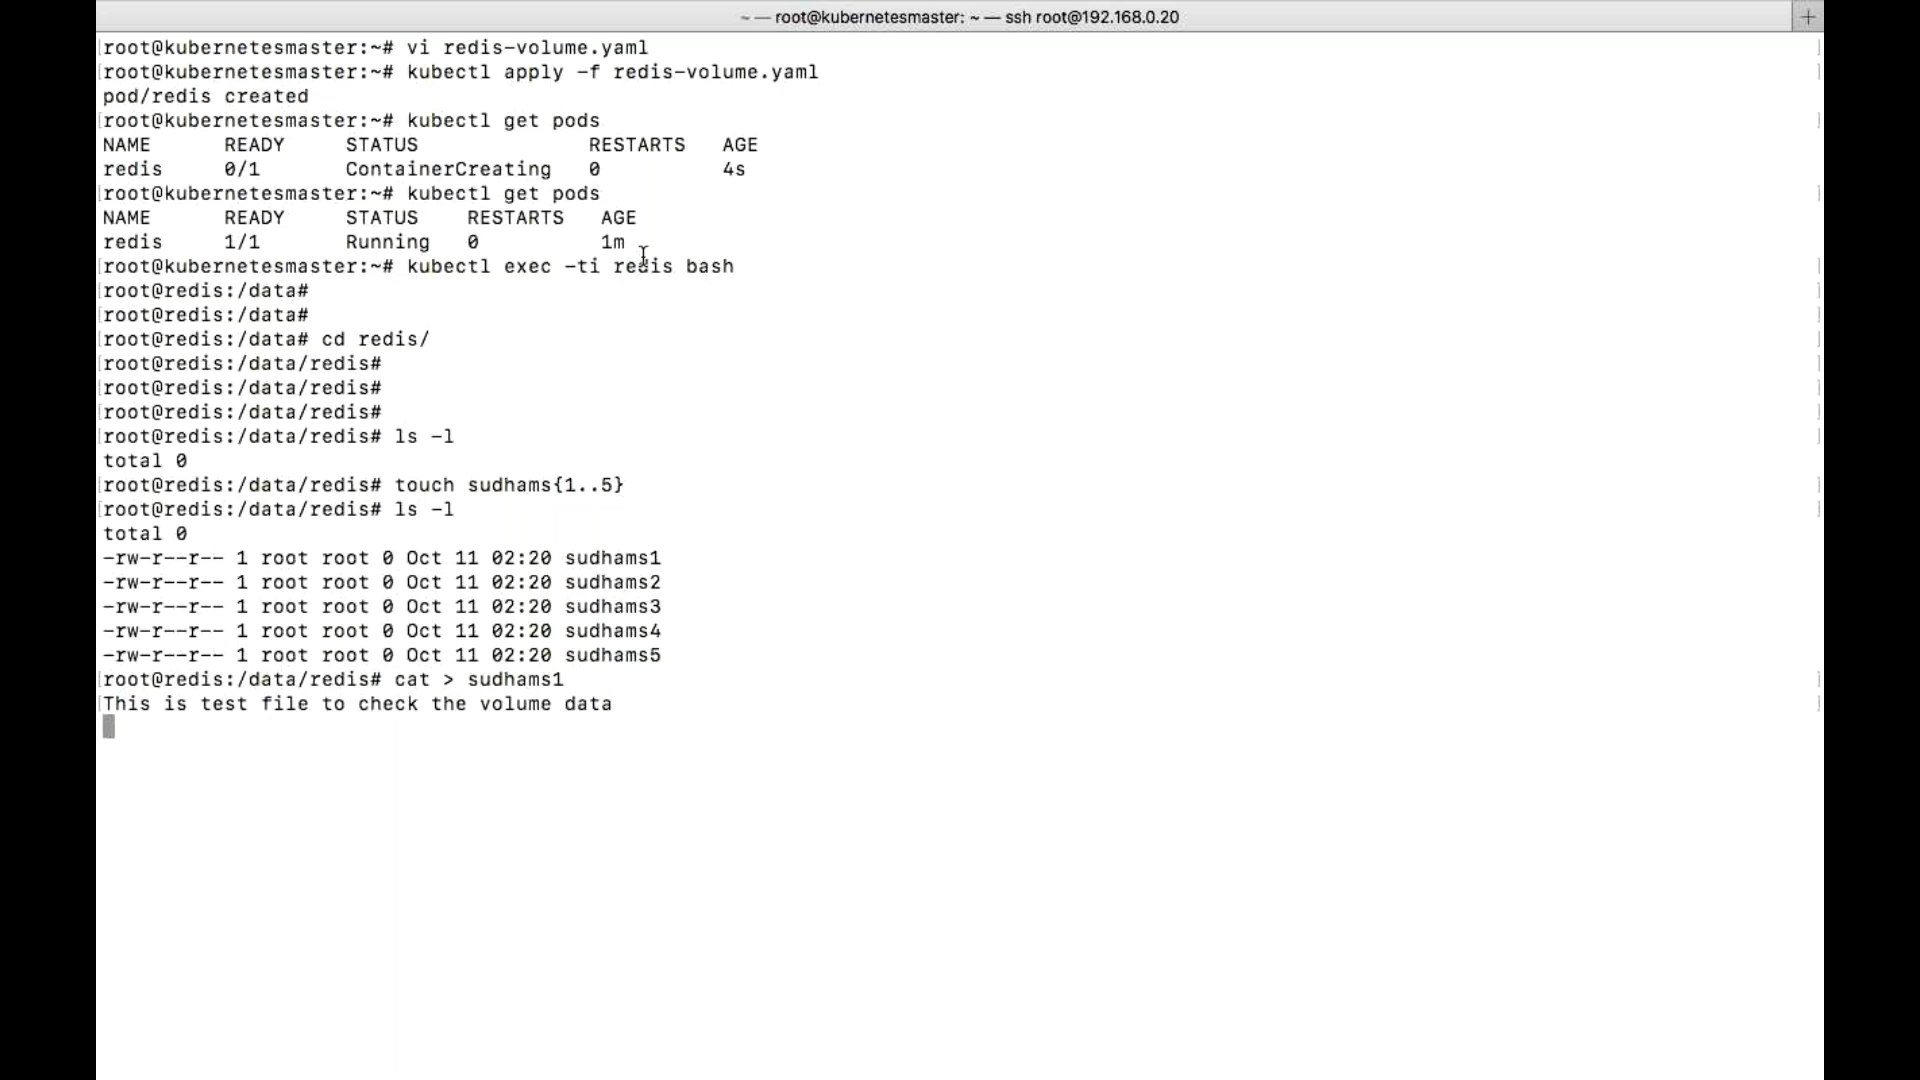 ~ — root@kubernetesmaster: ~ — ssh root@192.168.0.20
root@kubernetesmaster:~# vi redis-volume.yaml
root@kubernetesmaster:~# kubectl apply -f redis-volume.yaml
pod/redis created
root@kubernetesmaster:~# kubectl get pods
NAME      READY     STATUS              RESTARTS   AGE
redis     0/1       ContainerCreating   0          4s
root@kubernetesmaster:~# kubectl get pods
NAME      READY     STATUS    RESTARTS   AGE
redis     1/1       Running   0          1m
root@kubernetesmaster:~# kubectl exec -ti redis bash
root@redis:/data#
root@redis:/data#
root@redis:/data# cd redis/
root@redis:/data/redis#
root@redis:/data/redis#
root@redis:/data/redis#
root@redis:/data/redis# ls -l
total 0
root@redis:/data/redis# touch sudhams{1..5}
root@redis:/data/redis# ls -l
total 0
-rw-r--r-- 1 root root 0 Oct 11 02:20 sudhams1
-rw-r--r-- 1 root root 0 Oct 11 02:20 sudhams2
-rw-r--r-- 1 root root 0 Oct 11 02:20 sudhams3
-rw-r--r-- 1 root root 0 Oct 11 02:20 sudhams4
-rw-r--r-- 1 root root 0 Oct 11 02:20 sudhams5
root@redis:/data/redis# cat > sudhams1
This is test file to check the volume data